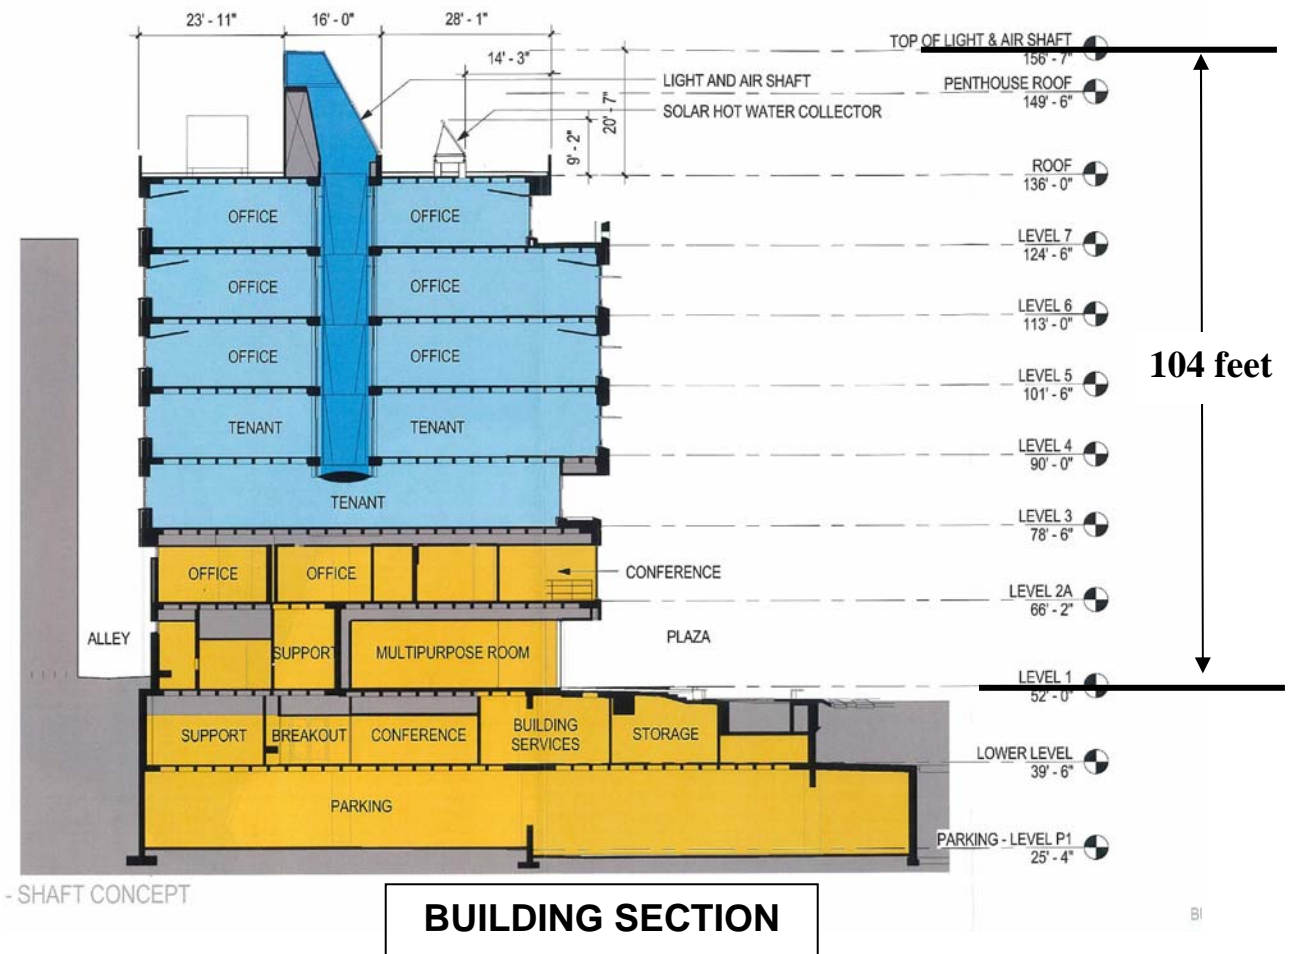 23' - 11"
16' - 0"
28' - 1"
14' - 3"
LIGHT AND AIR SHAFT
SOLAR HOT WATER COLLECTOR
9' - 2"
20' - 7"
TOP OF LIGHT & AIR SHAFT
156' - 7"
PENTHOUSE ROOF
149' - 6"
ROOF
136' - 0"
LEVEL 7
124' - 6"
LEVEL 6
113' - 0"
LEVEL 5
101' - 6"
LEVEL 4
90' - 0"
LEVEL 3
78' - 6"
LEVEL 2A
66' - 2"
LEVEL 1
52' - 0"
LOWER LEVEL
39' - 6"
PARKING - LEVEL P1
25' - 4"
104 feet
OFFICE OFFICE
OFFICE OFFICE
OFFICE OFFICE
TENANT TENANT
TENANT
OFFICE OFFICE
CONFERENCE
ALLEY
SUPPORT MULTIPURPOSE ROOM
PLAZA
SUPPORT BREAKOUT CONFERENCE
BUILDING
SERVICES
STORAGE
PARKING
- SHAFT CONCEPT
BUILDING SECTION